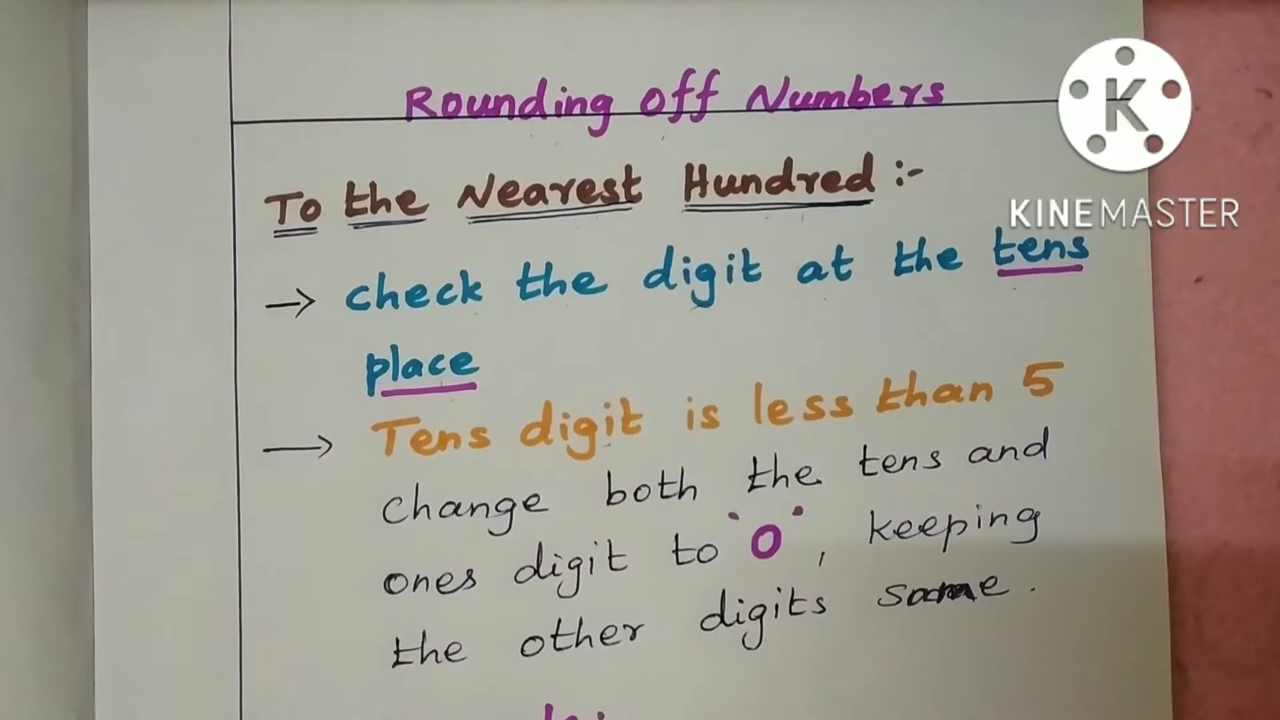 Rounding off Numbers
To the Nearest Hundred :-
→ check the digit at the tens
place
→ Tens digit is less than 5
change both the tens and
ones digit to '0', keeping
the other digits same.
K
KINEMASTER